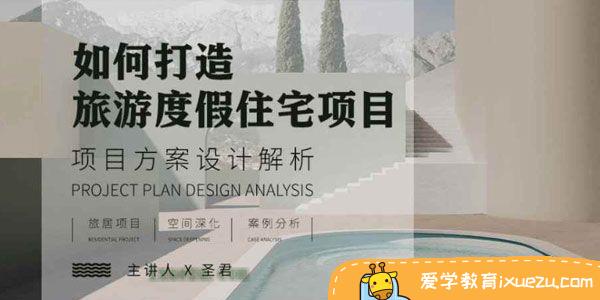 如何打造
旅游度假住宅项目
项目方案设计解析
PROJECT PLAN DESIGN ANALYSIS
旅居项目 空间深化 案例分析
RESIDENTIAL PROJECT SPACE DEEPENING CASE ANALYSIS
主讲人 X 圣君
爱学教育ixuezu.com